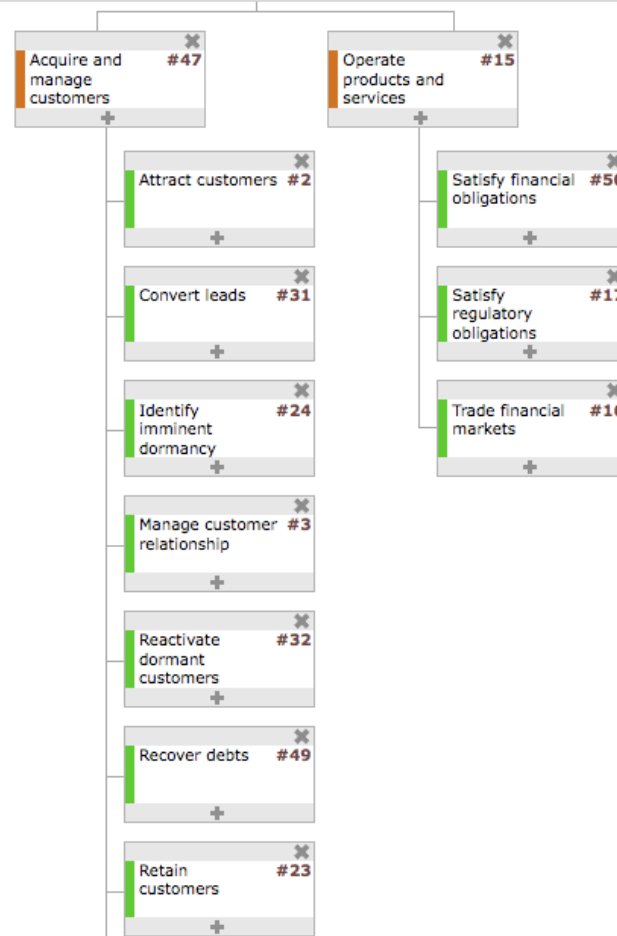 Acquire and #47
manage
customers
Operate #15
products and
services
Attract customers #2
Convert leads #31
Identify #24
imminent
dormancy
Manage customer #3
relationship
Reactivate #32
dormant
customers
Recover debts #49
Retain #23
customers
Satisfy financial
obligations
Satisfy
regulatory
obligations
Trade financial
markets